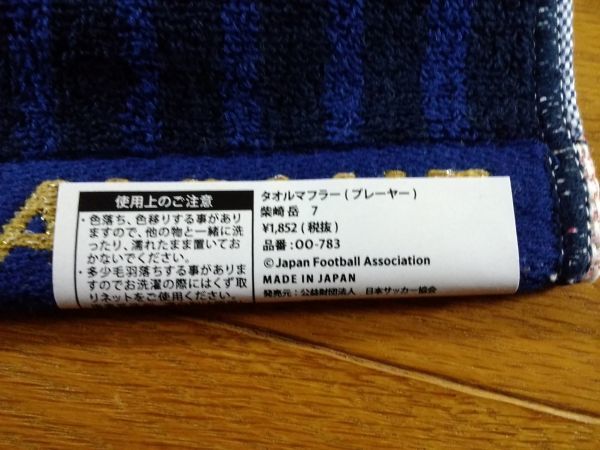 使用上のご注意
・色落ち、色移りする事があり
ますので、他の物と一緒に洗
ったり、濡れたまま置いてお
かないでください。
・多少毛羽落ちする事があり
ますのでお洗濯の際にはくず取
りネットをご使用ください。
タオルマフラー(プレーヤー)
柴崎 岳 7
¥1,852(税抜)
品番:OO-783
©Japan Football Association
MADE IN JAPAN
発売元:公益財団法人 日本サッカー協会